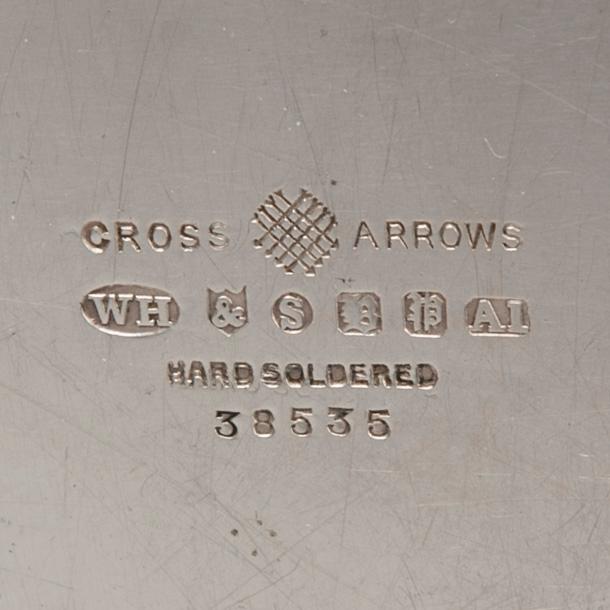 CROSS ARROWS
WH & S E P AI
HARD SOLDERED
38535